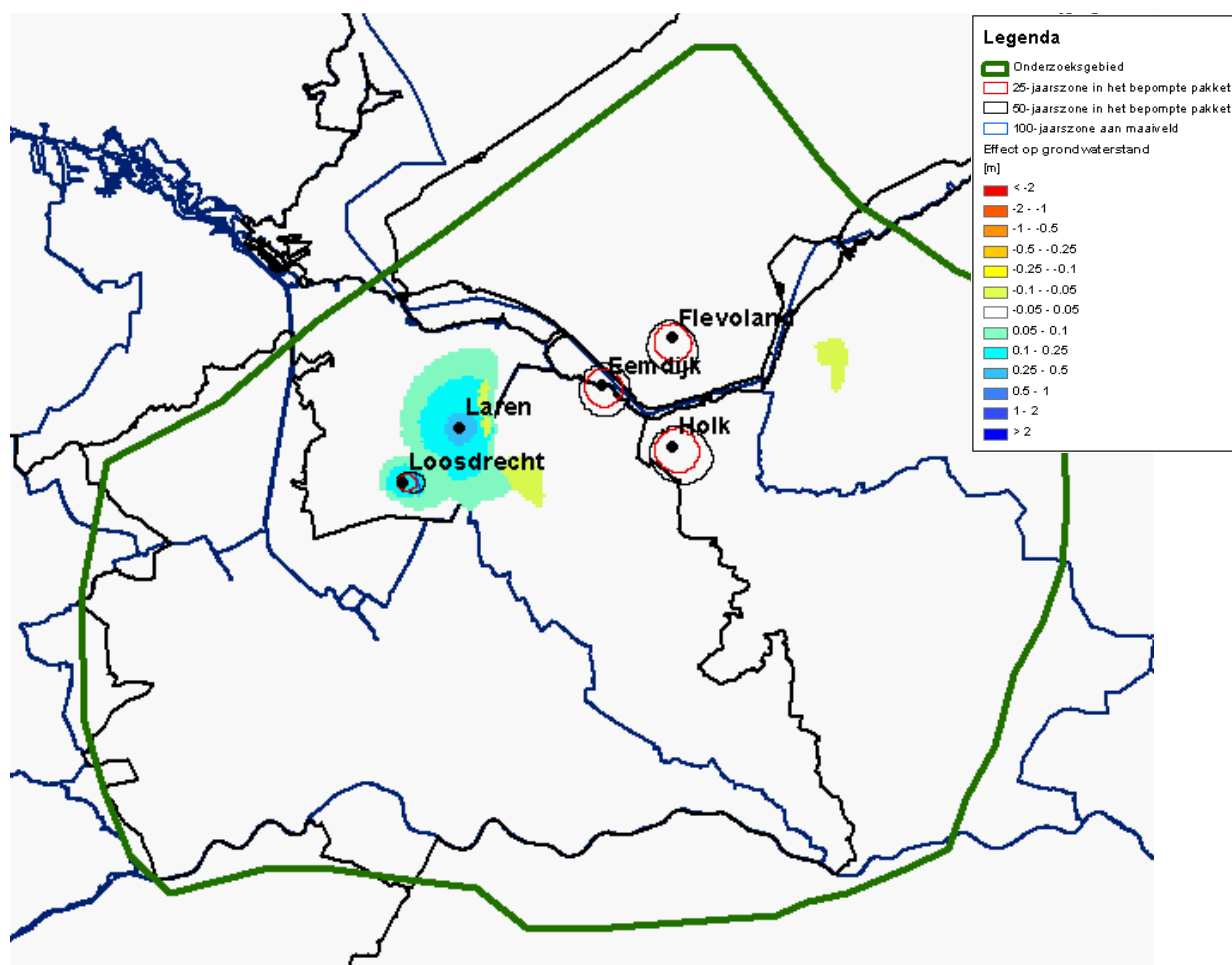 Legenda
Onderzoeksgebied
25-jaarszone in het bepompte pakket
50-jaarszone in het bepompte pakket
100-jaarszone aan maaiveld
Effect op grondwaterstand
[m]
< -2
-2 - -1
-1 - -0.5
-0.5 - -0.25
-0.25 - -0.1
-0.1 - -0.05
-0.05 - 0.05
0.05 - 0.1
0.1 - 0.25
0.25 - 0.5
0.5 - 1
1 - 2
> 2
Flevoland
Eemdijk
Laren
Holk
Loosdrecht